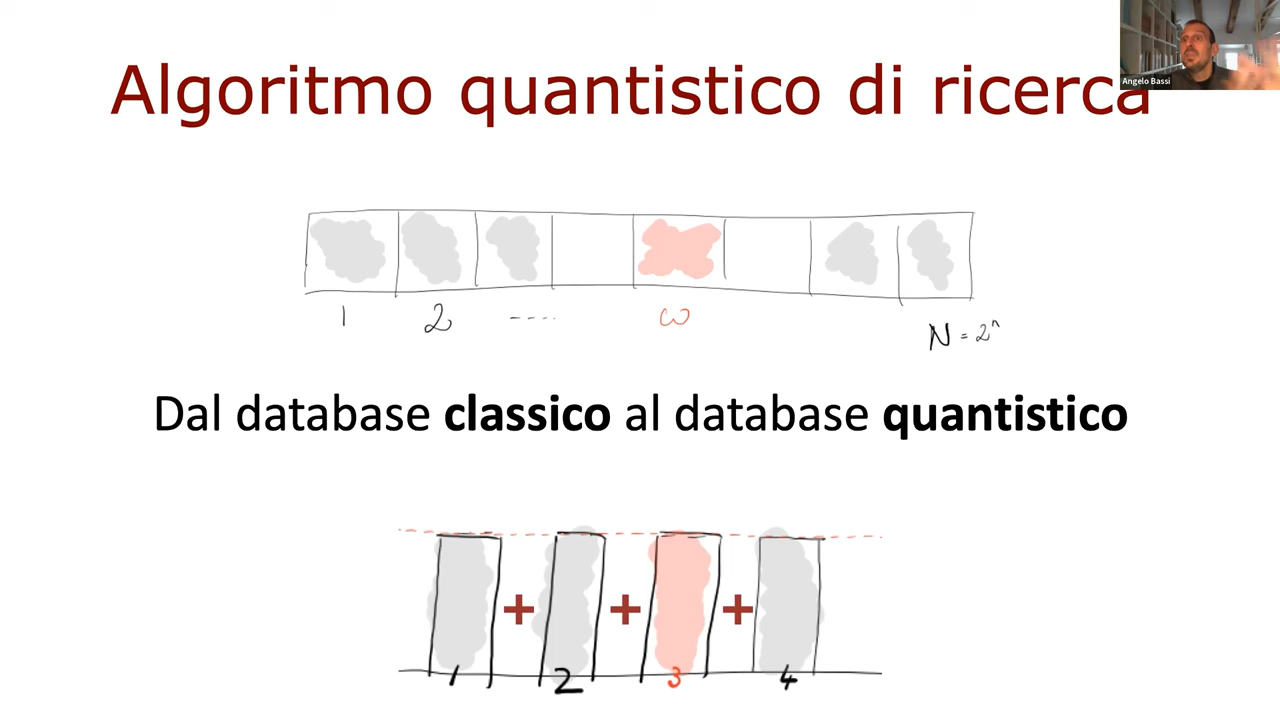 Angelo Bassi
Algoritmo quantistico di ricerca
1 2 ---- ω N = 2ⁿ
Dal database classico al database quantistico
+ + +
1 2 3 4